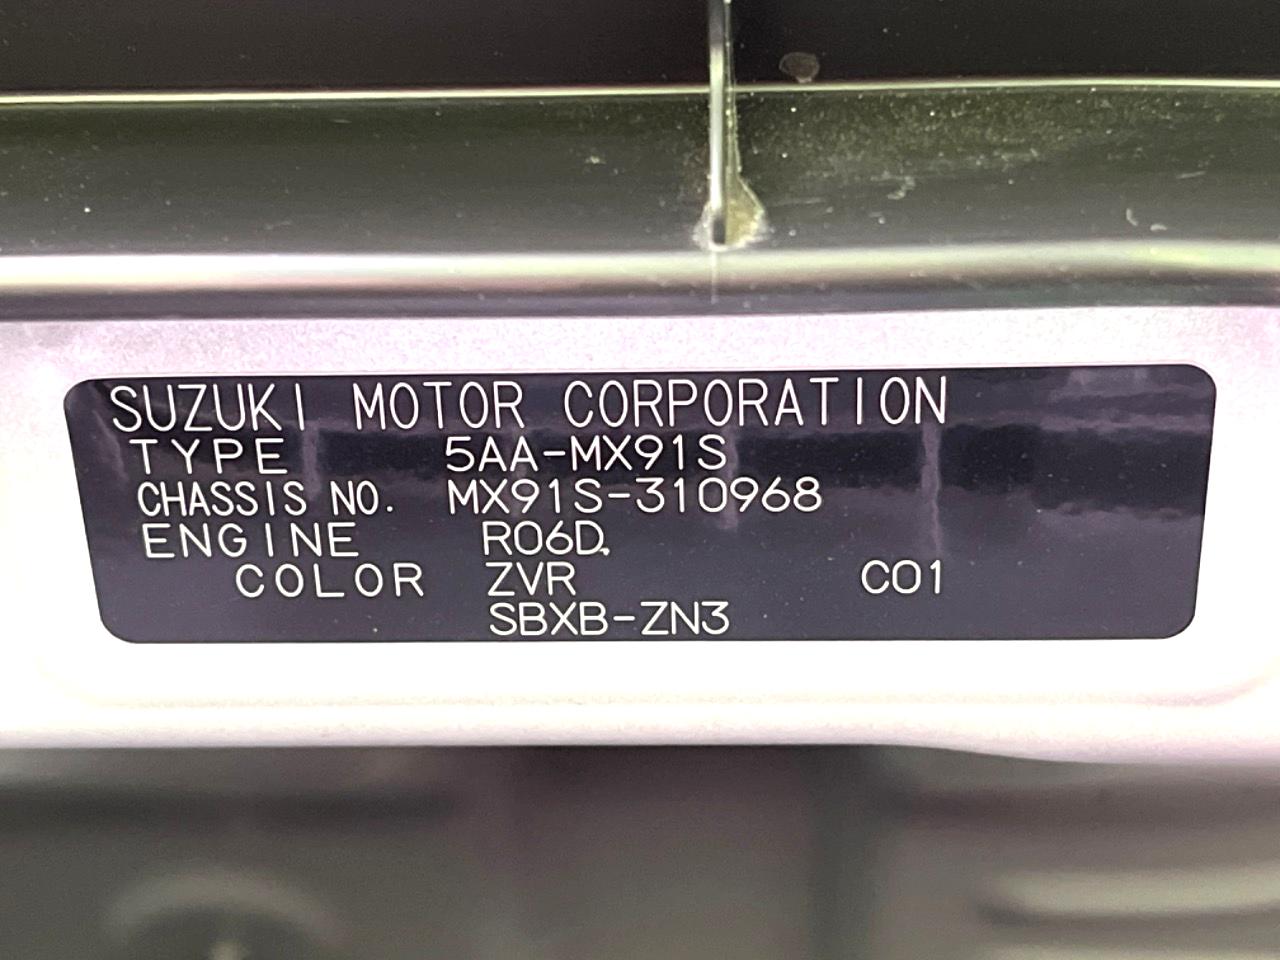 SUZUKI MOTOR CORPORATION
TYPE 5AA-MX91S
CHASSIS NO. MX91S-310968
ENGINE R06D.
COLOR ZVR C01
SBXB-ZN3